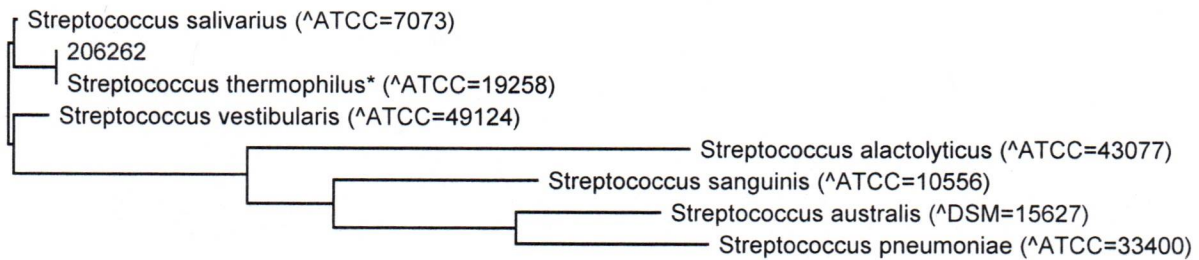 Streptococcus salivarius (^ATCC=7073)
206262
Streptococcus thermophilus* (^ATCC=19258)
Streptococcus vestibularis (^ATCC=49124)
Streptococcus alactolyticus (^ATCC=43077)
Streptococcus sanguinis (^ATCC=10556)
Streptococcus australis (^DSM=15627)
Streptococcus pneumoniae (^ATCC=33400)